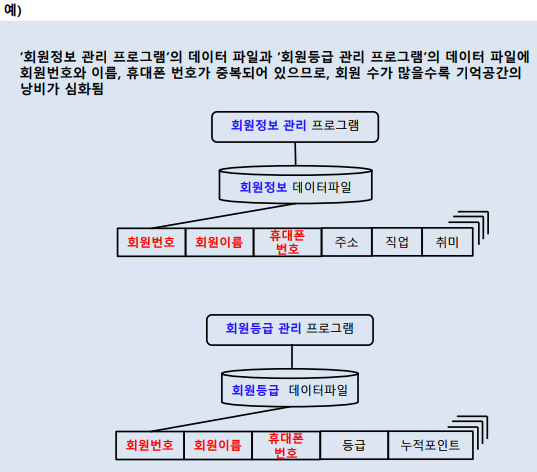 예)
‘회원정보 관리 프로그램’의 데이터 파일과 ‘회원등급 관리 프로그램’의 데이터 파일에
회원번호와 이름, 휴대폰 번호가 중복되어 있으므로, 회원 수가 많을수록 기억공간의
낭비가 심화됨
회원정보 관리 프로그램
회원정보 데이터파일
회원번호 회원이름 휴대폰 번호 주소 직업 취미
회원등급 관리 프로그램
회원등급 데이터파일
회원번호 회원이름 휴대폰 번호 등급 누적포인트